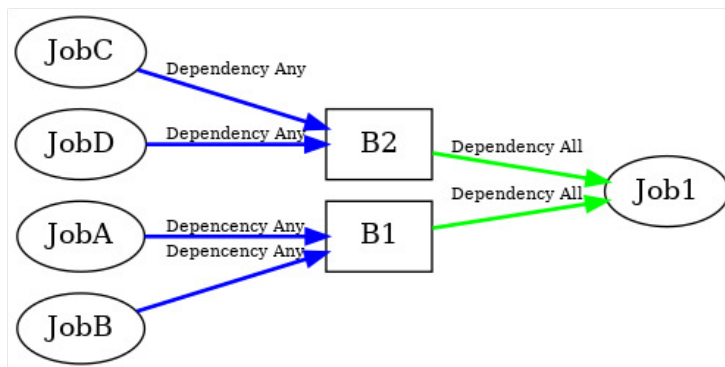 JobC
Dependency Any
JobD
Dependency Any
B2
Dependency All
Job1
Dependency All
JobA
Depencency Any
B1
Depencency Any
JobB